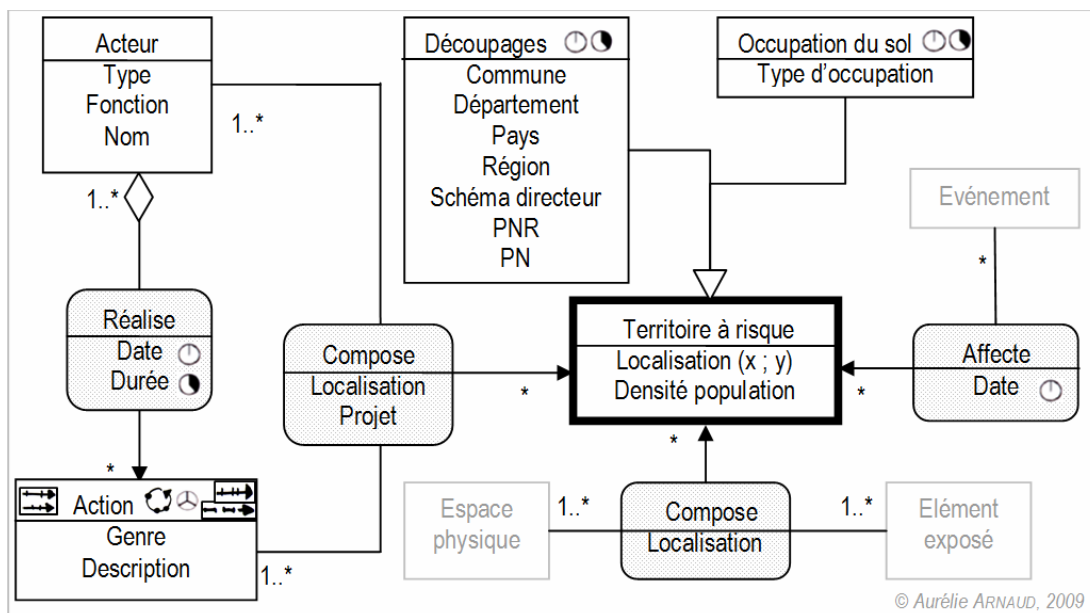 Acteur
Type
Fonction
Nom
1..*
1..*
Découpages
Commune
Département
Pays
Région
Schéma directeur
PNR
PN
Occupation du sol
Type d'occupation
Evénement
*
Réalise
Date
Durée
*
Compose
Localisation
Projet
*
Territoire à risque
Localisation (x ; y)
Densité population
*
Affecte
Date
*
Action
Genre
Description
1..*
Espace
physique
1..*
Compose
Localisation
1..*
Elément
exposé
© Aurélie ARNAUD, 2009